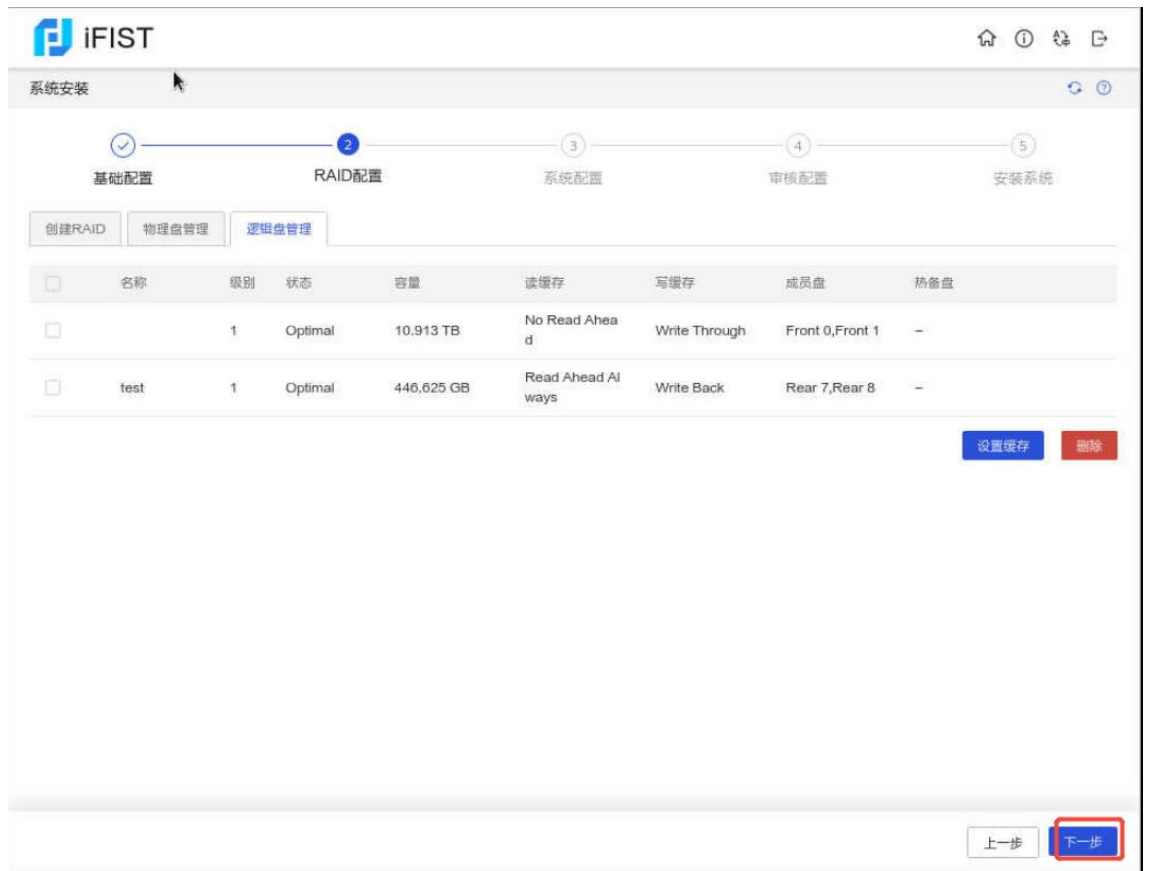 iFIST
系统安装
2 3 4 5
基础配置 RAID配置 系统配置 审核配置 安装系统
创建RAID 物理盘管理 逻辑盘管理
名称 级别 状态 容量 读缓存 写缓存 成员盘 热备盘
1 Optimal 10.913 TB No Read Ahea Write Through Front 0,Front 1 –
d
test 1 Optimal 446,625 GB Read Ahead Al Write Back Rear 7,Rear 8 –
ways
设置缓存 删除
上一步 下一步